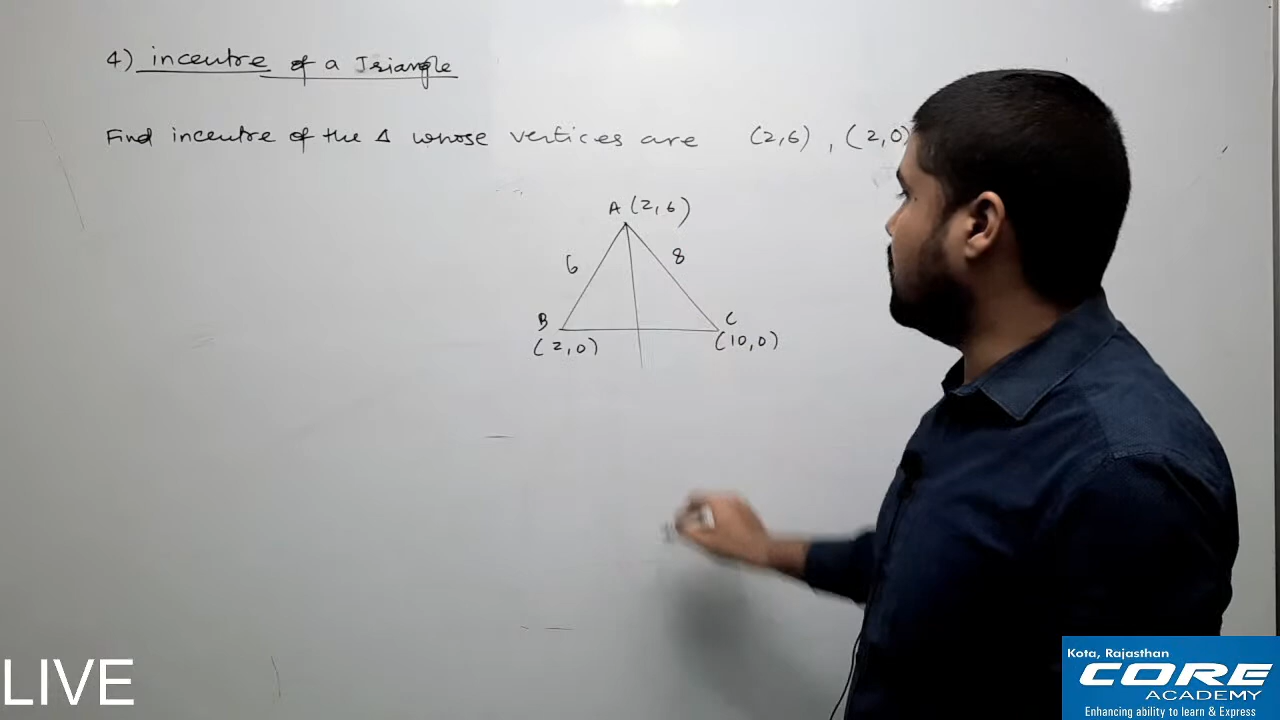 4) incentre of a Triangle
Find incentre of the Δ whose vertices are (2,6) , (2,0)
A (2,6)
6
8
B
C
(2,0)
(10,0)
LIVE
Kota, Rajasthan
CORE
ACADEMY
Enhancing ability to learn & Express